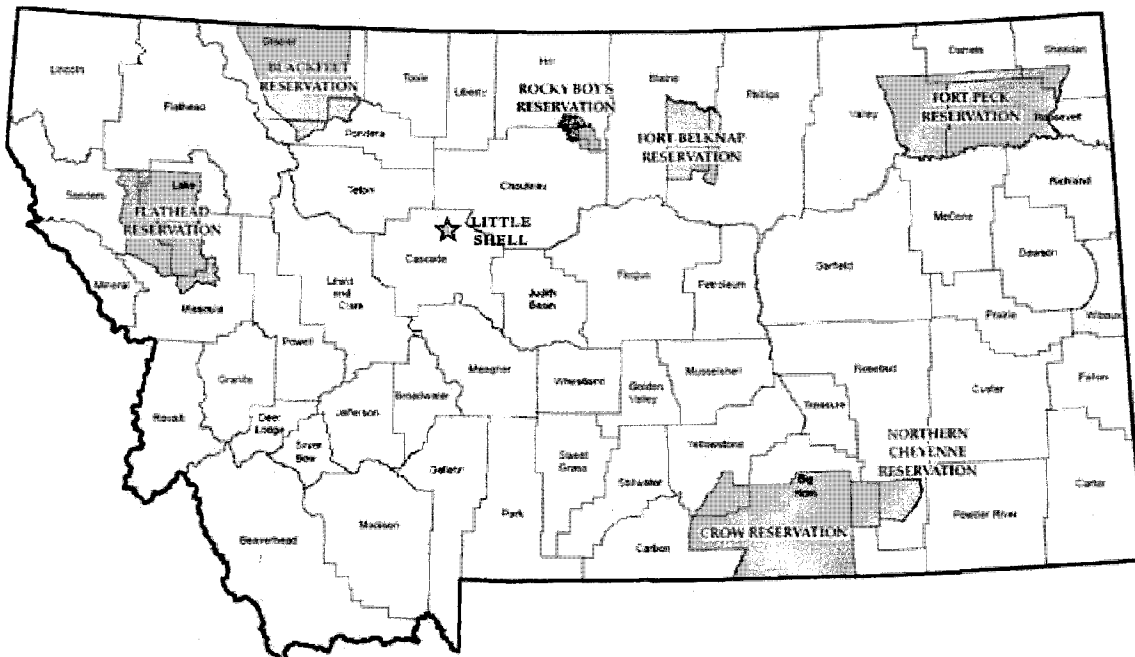 Glacier
BLACKFEET
RESERVATION
Lincoln
Flathead
Toole
Liberty
Hill
ROCKY BOY'S
RESERVATION
Blaine
Phillips
Daniels
Sheridan
Valley
FORT PECK
RESERVATION
Roosevelt
Pondera
FORT BELKNAP
RESERVATION
Sanders
Lake
FLATHEAD
RESERVATION
Teton
Chouteau
Richland
McCone
LITTLE
SHELL
Cascade
Dawson
Mineral
Missoula
Lewis
and
Clark
Judith
Basin
Fergus
Petroleum
Garfield
Prairie
Wibaux
Powell
Granite
Meagher
Wheatland
Golden
Valley
Musselshell
Rosebud
Custer
Fallon
Ravalli
Deer
Lodge
Jefferson
Broadwater
Treasure
Silver
Bow
Gallatin
Sweet
Grass
Stillwater
Yellowstone
NORTHERN
CHEYENNE
RESERVATION
Big
Horn
Carter
Park
Madison
Beaverhead
Carbon
CROW RESERVATION
Powder River